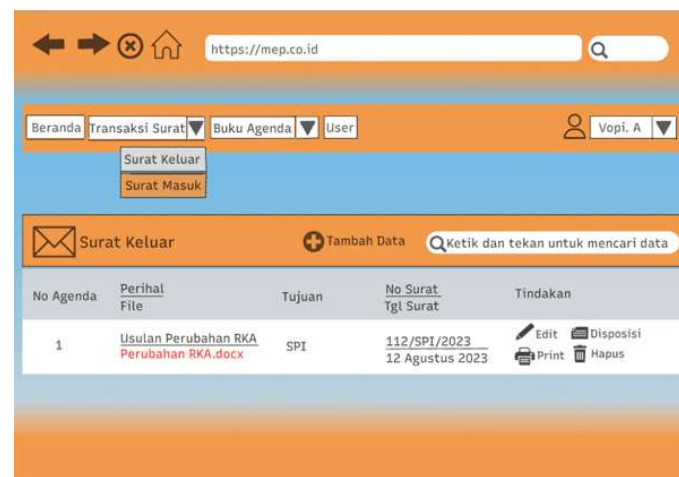 https://mep.co.id
Beranda Transaksi Surat Buku Agenda User Vopi. A
Surat Keluar
Surat Masuk
Surat Keluar Tambah Data Ketik dan tekan untuk mencari data
No Agenda Perihal Tujuan No Surat Tindakan
File Tgl Surat
1 Usulan Perubahan RKA SPI 112/SPI/2023 Edit Disposisi
Perubahan RKA.docx 12 Agustus 2023 Print Hapus